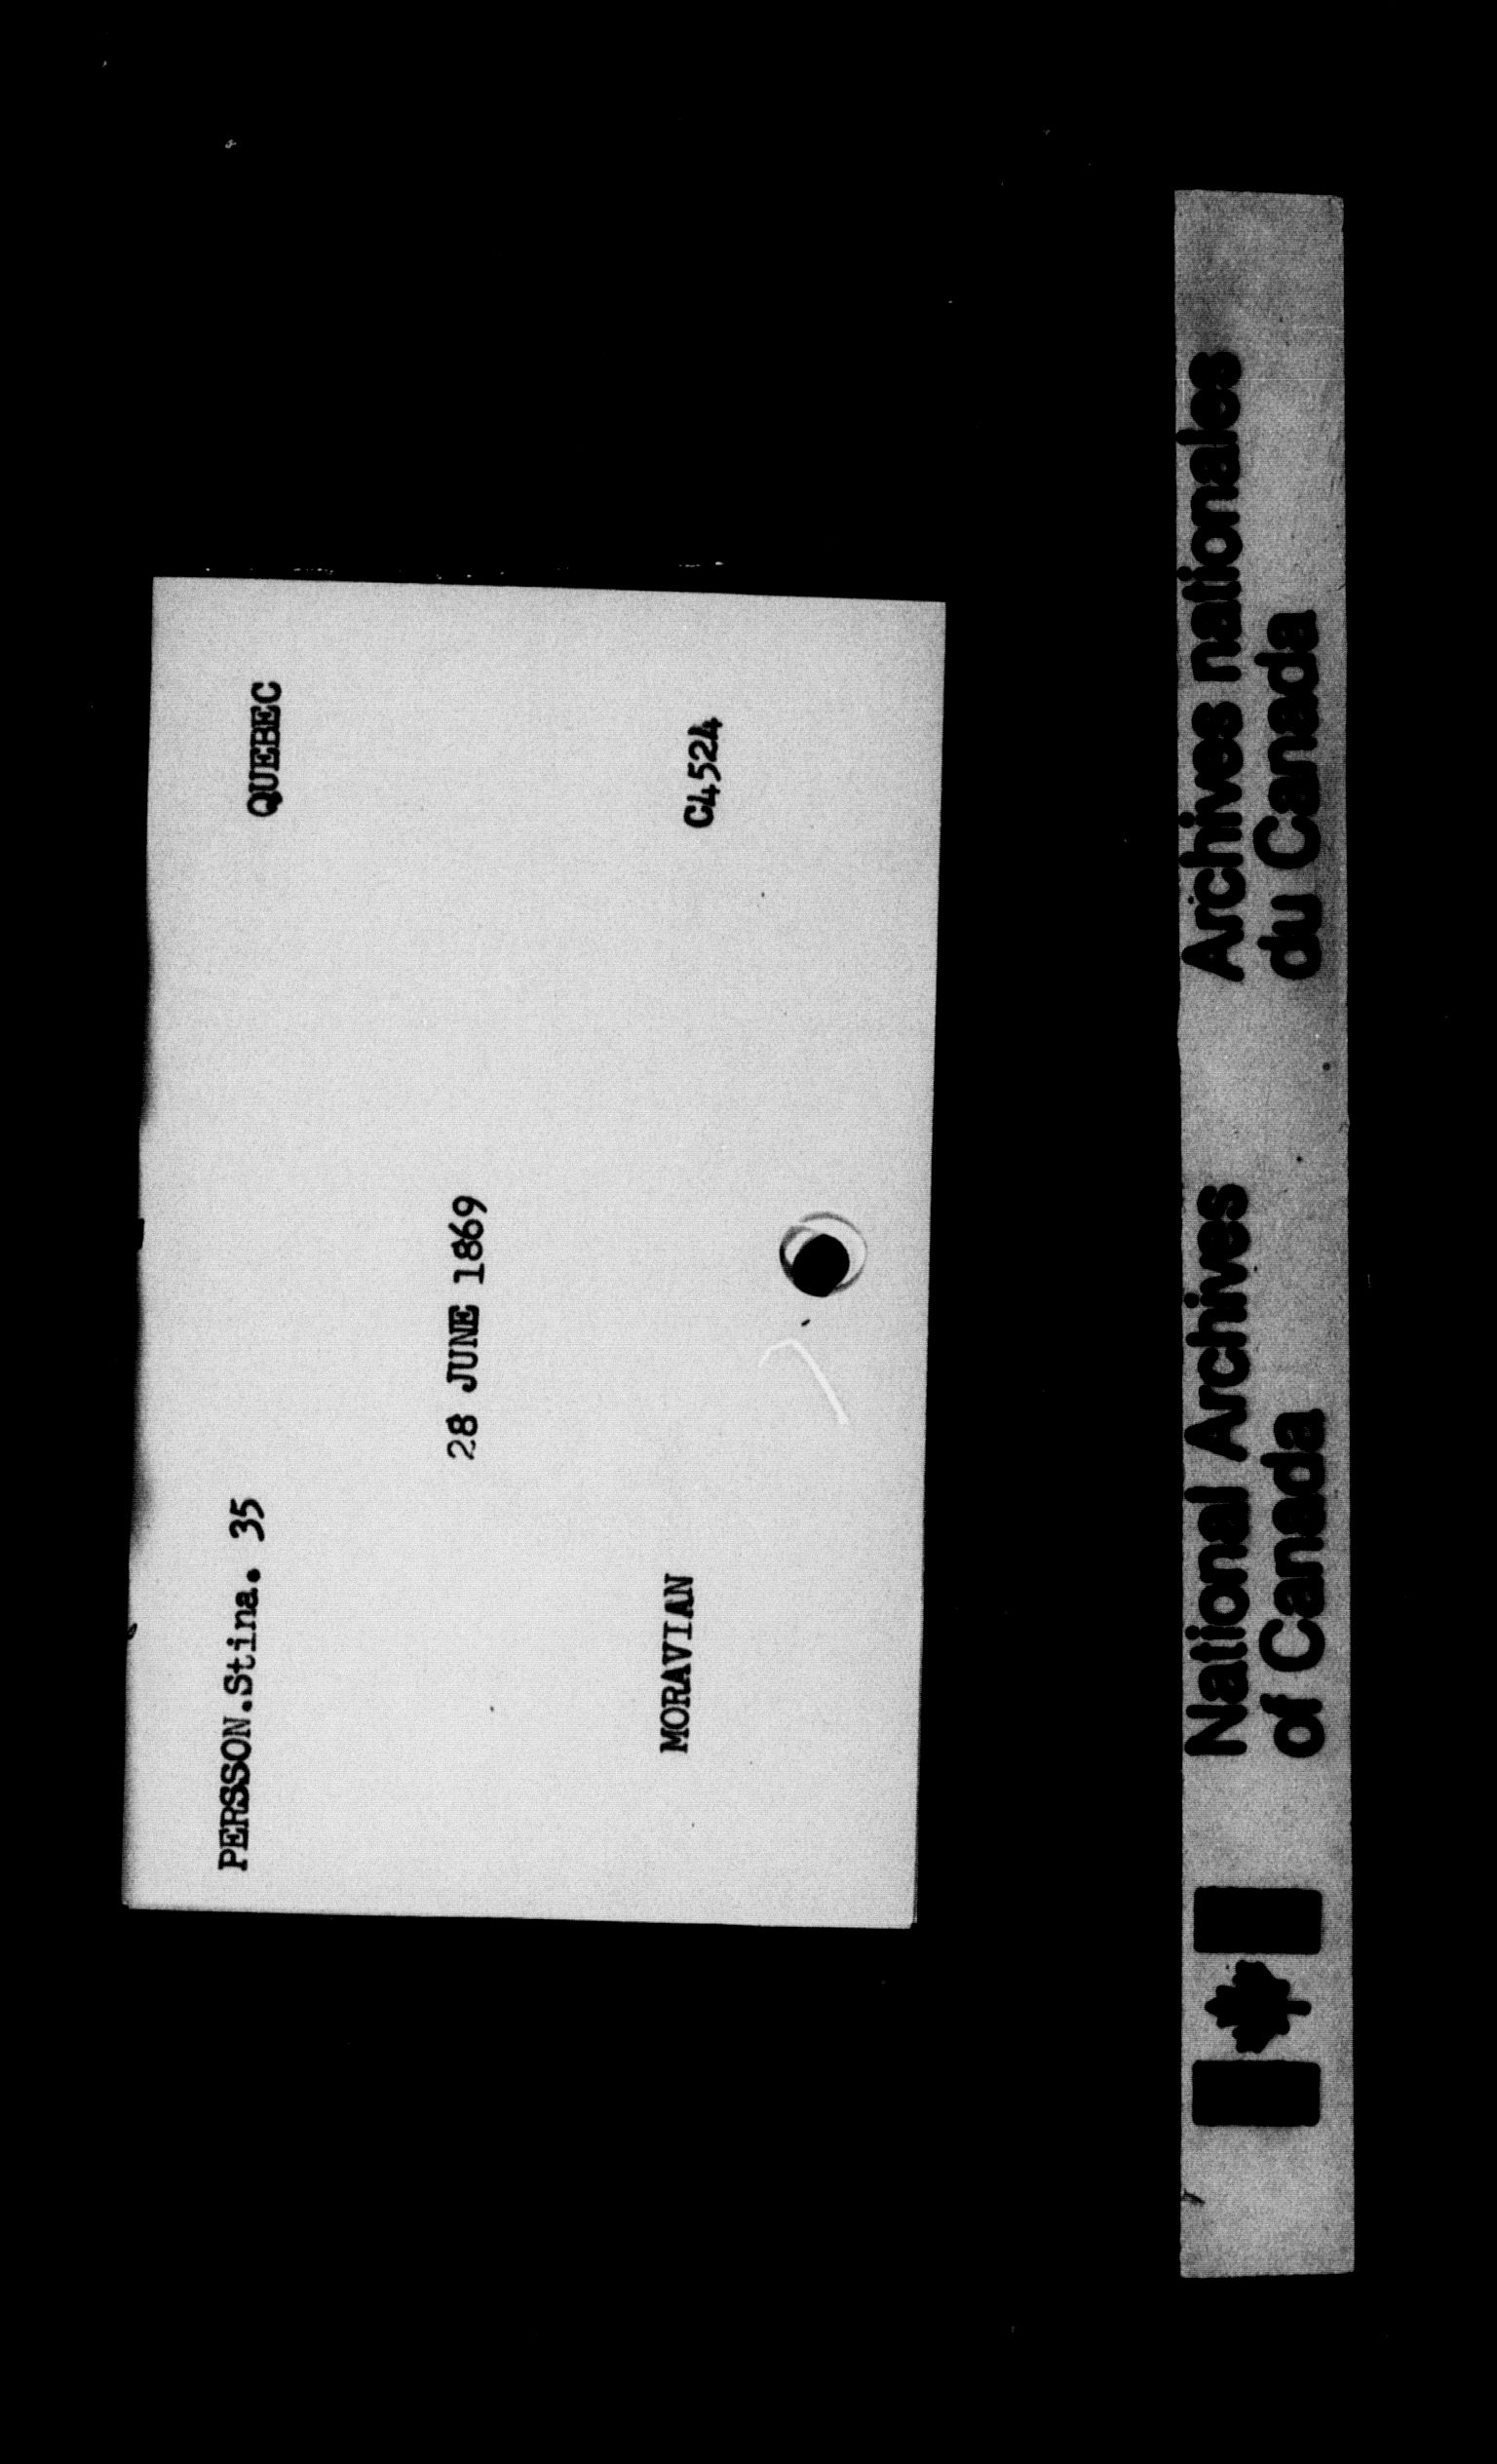 PERSSON.Stina. 35 QUEBEC
28 JUNE 1869
MORAVIAN C4524
National Archives of Canada
Archives nationales du Canada